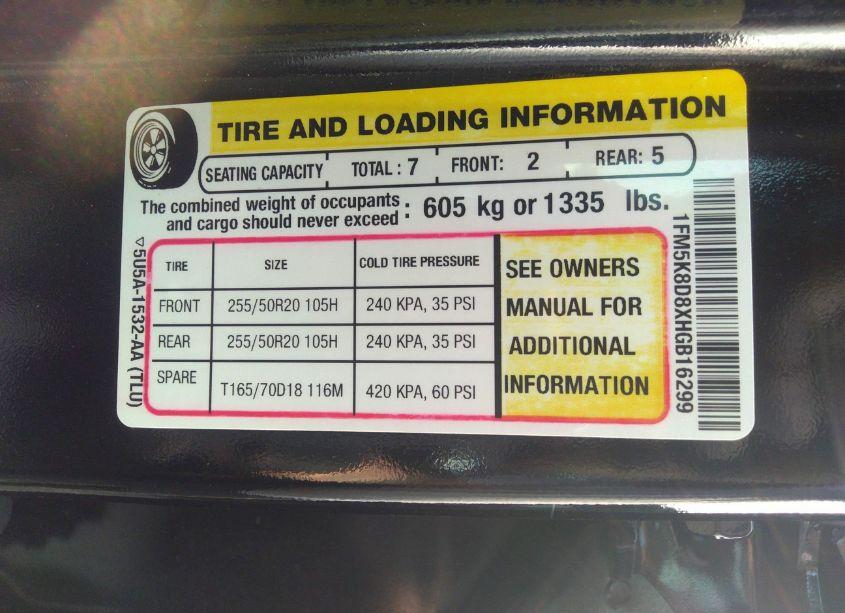 TIRE AND LOADING INFORMATION
SEATING CAPACITY TOTAL : 7 FRONT: 2 REAR: 5
The combined weight of occupants and cargo should never exceed : 605 kg or 1335 lbs.
TIRE SIZE COLD TIRE PRESSURE
FRONT 255/50R20 105H 240 KPA, 35 PSI
REAR 255/50R20 105H 240 KPA, 35 PSI
SPARE T165/70D18 116M 420 KPA, 60 PSI
SEE OWNERS
MANUAL FOR
ADDITIONAL
INFORMATION
5U5A-1532-AA (TLU)
1FM5K8D8XHGB16299